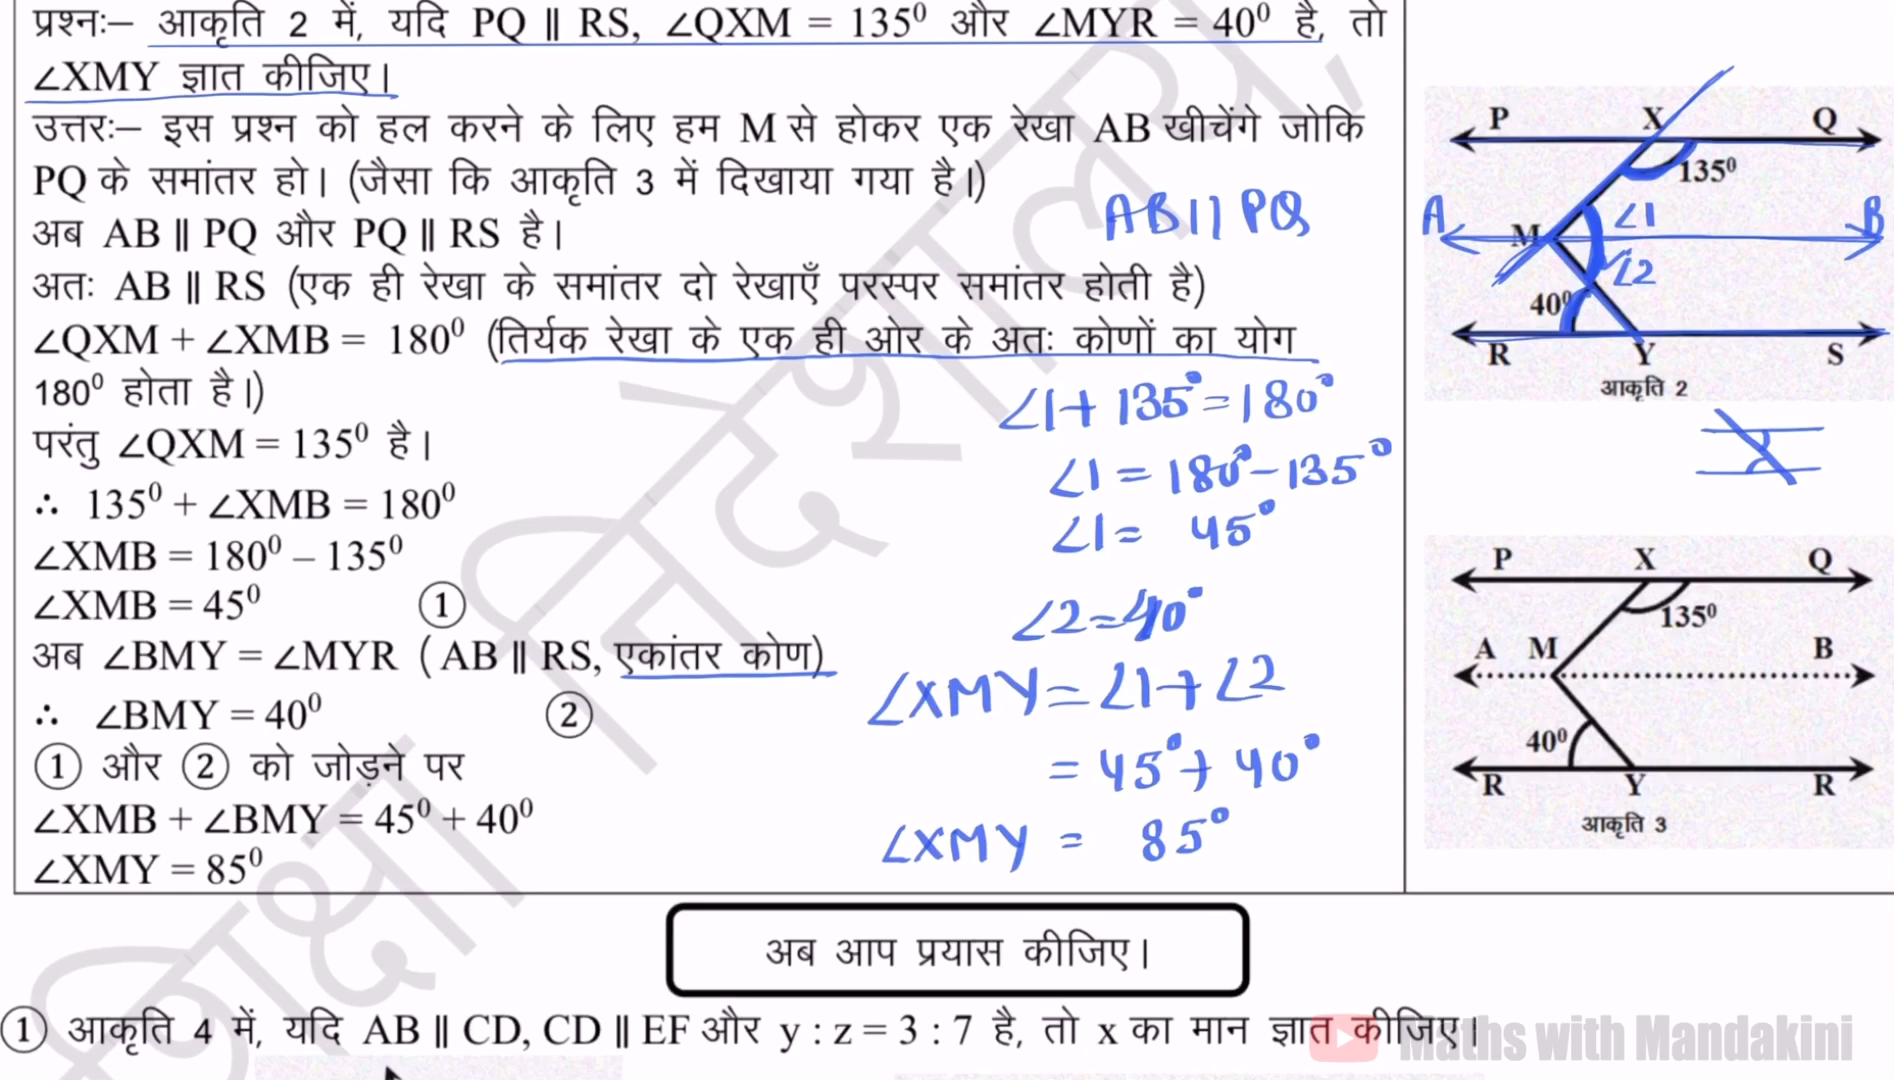 प्रश्नः– आकृति 2 में, यदि PQ ∥ RS, ∠QXM = 135⁰ और ∠MYR = 40⁰ है, तो
∠XMY ज्ञात कीजिए।
उत्तरः– इस प्रश्न को हल करने के लिए हम M से होकर एक रेखा AB खीचेंगे जोकि
PQ के समांतर हो। (जैसा कि आकृति 3 में दिखाया गया है।)
अब AB ∥ PQ और PQ ∥ RS है।
अतः AB ∥ RS (एक ही रेखा के समांतर दो रेखाएँ परस्पर समांतर होती है)
∠QXM + ∠XMB = 180⁰ (तिर्यक रेखा के एक ही ओर के अतः कोणों का योग
180⁰ होता है।)
परंतु ∠QXM = 135⁰ है।
∴ 135⁰ + ∠XMB = 180⁰
∠XMB = 180⁰ – 135⁰
∠XMB = 45⁰ ①
अब ∠BMY = ∠MYR ( AB ∥ RS, एकांतर कोण)
∴ ∠BMY = 40⁰ ②
① और ② को जोड़ने पर
∠XMB + ∠BMY = 45⁰ + 40⁰
∠XMY = 85⁰
AB || PQ
∠1 + 135° = 180°
∠1 = 180° – 135°
∠1 = 45°
∠2 = 40°
∠XMY = ∠1 + ∠2
= 45° + 40°
∠XMY = 85°
P X Q
135⁰
A M ∠1 B
∠2
40⁰
R Y S
आकृति 2
P X Q
135⁰
A M B
40⁰
R Y R
आकृति 3
अब आप प्रयास कीजिए।
① आकृति 4 में, यदि AB ∥ CD, CD ∥ EF और y : z = 3 : 7 है, तो x का मान ज्ञात कीजिए।
Maths with Mandakini
शिक्षा निदेशालय,